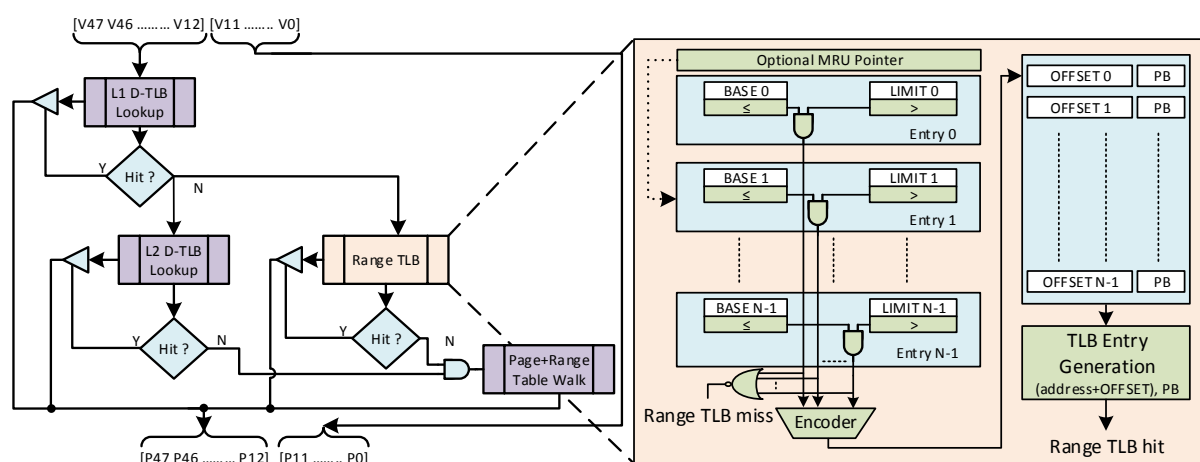 [V47 V46 ......... V12] [V11 ........ V0]
L1 D-TLB
Lookup
Y
Hit ?
N
L2 D-TLB
Lookup
Range TLB
Y
Hit ?
N
Y
Hit ?
N
Page+Range
Table Walk
[P47 P46 ......... P12] [P11 ........ P0]
Optional MRU Pointer
BASE 0
≤
LIMIT 0
>
Entry 0
BASE 1
≤
LIMIT 1
>
Entry 1
BASE N-1
≤
LIMIT N-1
>
Entry N-1
Range TLB miss
Encoder
OFFSET 0 PB
OFFSET 1 PB
OFFSET N-1 PB
TLB Entry
Generation
(address+OFFSET), PB
Range TLB hit